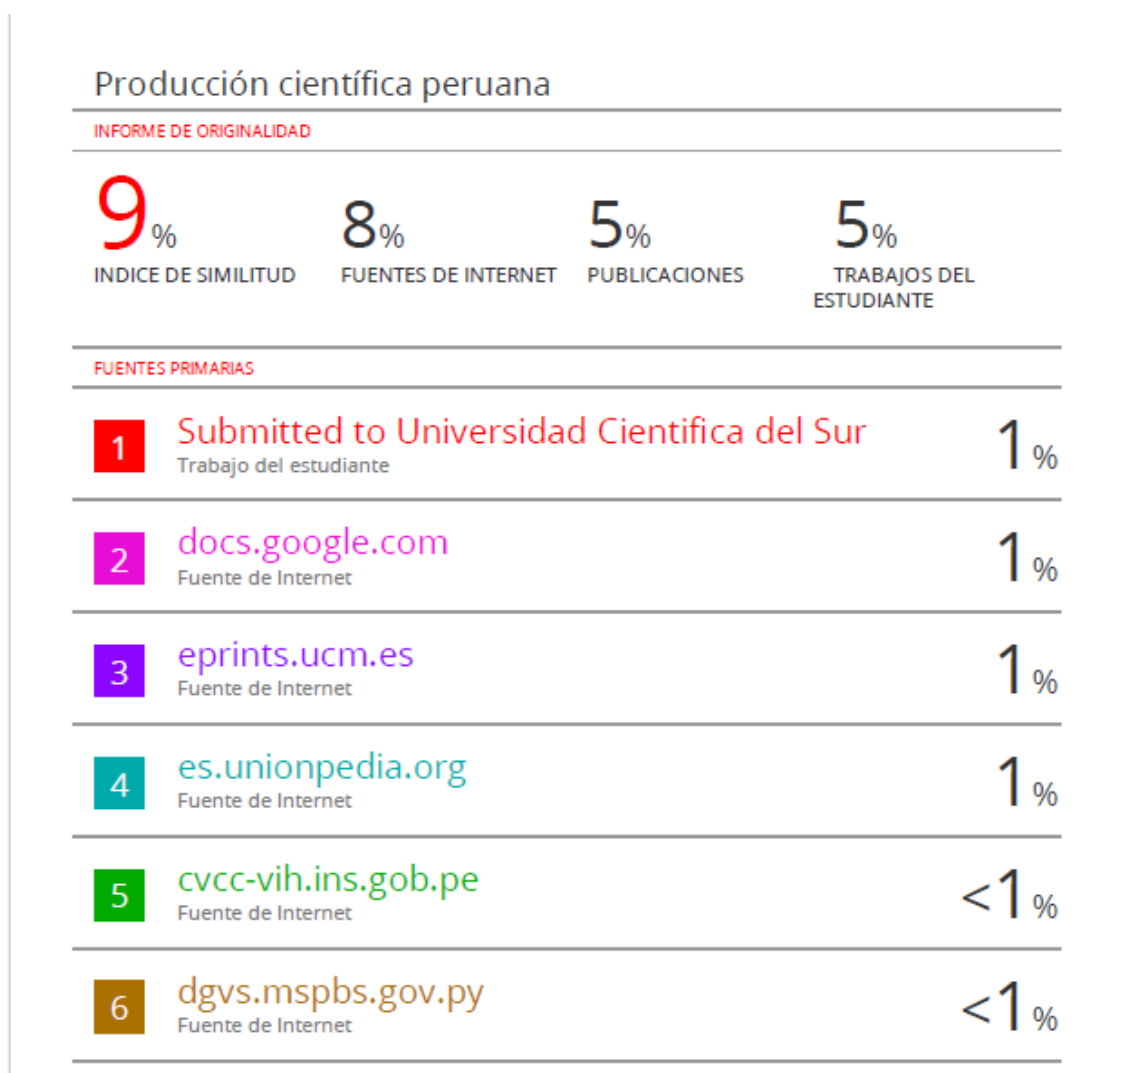 Producción científica peruana
INFORME DE ORIGINALIDAD
9% 8% 5% 5%
INDICE DE SIMILITUD FUENTES DE INTERNET PUBLICACIONES TRABAJOS DEL
ESTUDIANTE
FUENTES PRIMARIAS
1 Submitted to Universidad Cientifica del Sur 1%
Trabajo del estudiante
2 docs.google.com 1%
Fuente de Internet
3 eprints.ucm.es 1%
Fuente de Internet
4 es.unionpedia.org 1%
Fuente de Internet
5 cvcc-vih.ins.gob.pe <1%
Fuente de Internet
6 dgvs.mspbs.gov.py <1%
Fuente de Internet